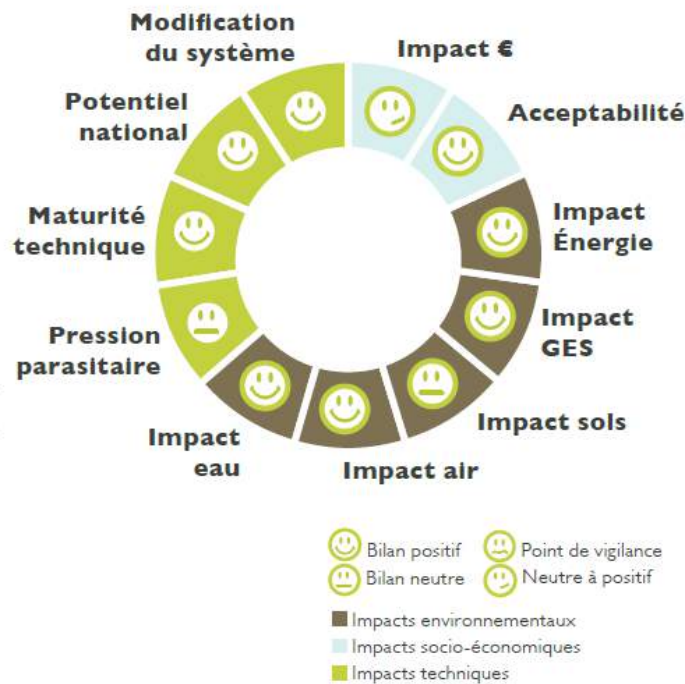 Modification
du système
Impact €
Potentiel
national
Acceptabilité
Maturité
technique
Impact
Énergie
Pression
parasitaire
Impact
GES
Impact
eau
Impact sols
Impact air
Bilan positif
Point de vigilance
Bilan neutre
Neutre à positif
Impacts environnementaux
Impacts socio-économiques
Impacts techniques